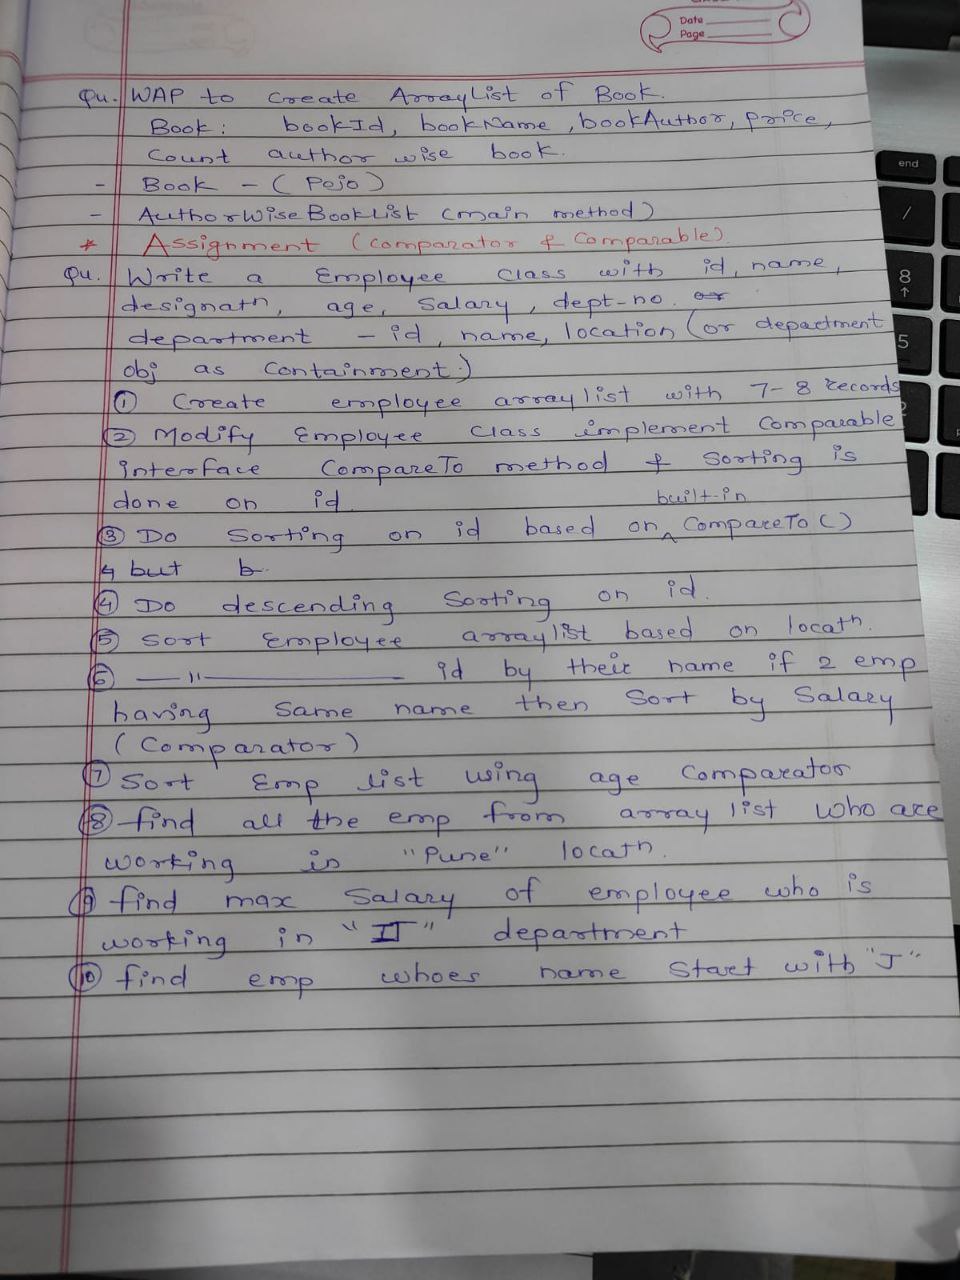 Date
Page
Qu. WAP to Create ArrayList of Book.
Book : bookId, bookName, bookAuthor, price,
Count author wise book.
- Book - (Pojo)
- AuthorWiseBookList (main method)
* Assignment (Comparator & Comparable)
Qu. Write a Employee Class with id, name,
designatn, age, Salary, dept-no. or
department - id, name, location (or department
obj as Containment.)
① Create employee arraylist with 7-8 records
② Modify Employee Class implement Comparable
interface CompareTo method & Sorting is
done on id
built-in
③ Do Sorting on id based on ^ CompareTo()
↳ but b
④ Do descending Sorting on id.
⑤ Sort Employee arraylist based on locatn.
⑥ —— 11 —————— id by their name if 2 emp
having Same name then Sort by Salary
(Comparator)
⑦ Sort Emp list using age Comparator
⑧ find all the emp from array list who are
working in "Pune" locatn.
⑨ find max Salary of employee who is
working in "IT" department
⑩ find emp whoes name Start with "J"
end
/
8
↑
5